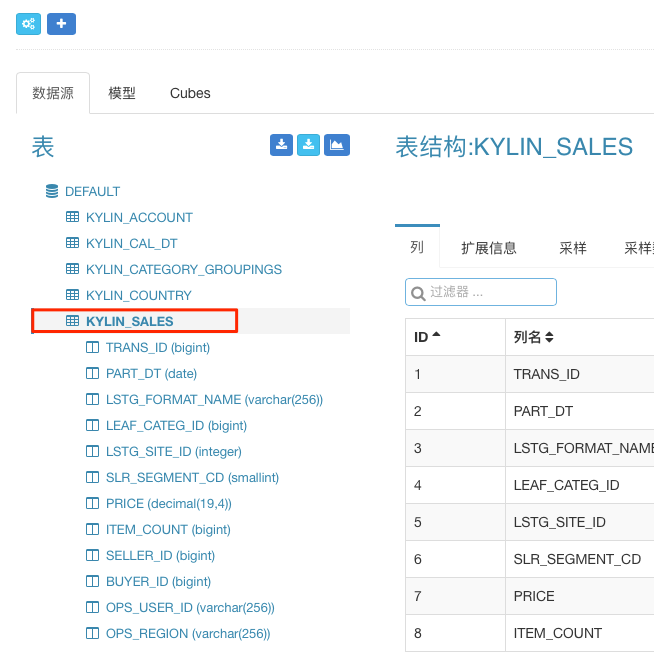 数据源
模型
Cubes
表
DEFAULT
KYLIN_ACCOUNT
KYLIN_CAL_DT
KYLIN_CATEGORY_GROUPINGS
KYLIN_COUNTRY
KYLIN_SALES
TRANS_ID (bigint)
PART_DT (date)
LSTG_FORMAT_NAME (varchar(256))
LEAF_CATEG_ID (bigint)
LSTG_SITE_ID (integer)
SLR_SEGMENT_CD (smallint)
PRICE (decimal(19,4))
ITEM_COUNT (bigint)
SELLER_ID (bigint)
BUYER_ID (bigint)
OPS_USER_ID (varchar(256))
OPS_REGION (varchar(256))
表结构:KYLIN_SALES
列 扩展信息 采样 采样
过滤器 ...
ID 列名
1 TRANS_ID
2 PART_DT
3 LSTG_FORMAT_NAME
4 LEAF_CATEG_ID
5 LSTG_SITE_ID
6 SLR_SEGMENT_CD
7 PRICE
8 ITEM_COUNT